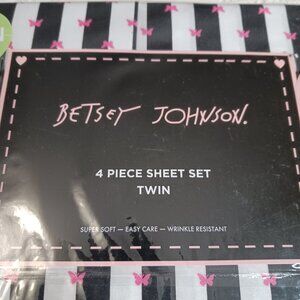 BETSEY JOHNSON.
4 PIECE SHEET SET
TWIN
SUPER SOFT — EASY CARE — WRINKLE RESISTANT